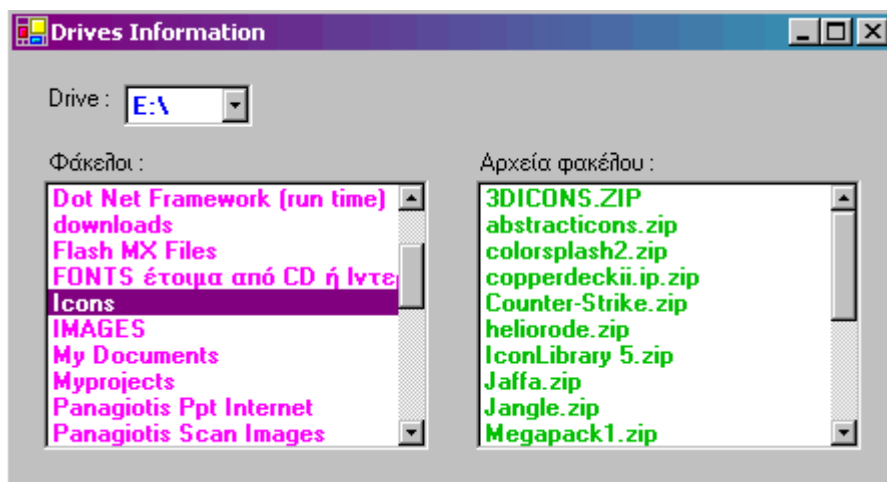 Drives Information
Drive :
E:\
Φάκελοι :
Dot Net Framework (run time)
downloads
Flash MX Files
FONTS έτοιμα από CD ή Ιντε
Icons
IMAGES
My Documents
Myprojects
Panagiotis Ppt Internet
Panagiotis Scan Images
Αρχεία φακέλου :
3DICONS.ZIP
abstracticons.zip
colorsplash2.zip
copperdeckii.ip.zip
Counter-Strike.zip
heliorode.zip
IconLibrary 5.zip
Jaffa.zip
Jangle.zip
Megapack1.zip